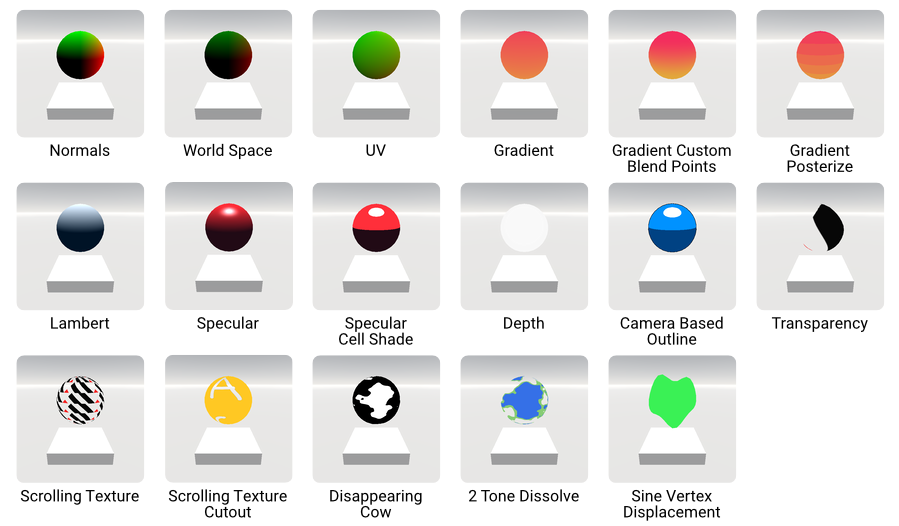 Normals
World Space
UV
Gradient
Gradient Custom
Blend Points
Gradient
Posterize
Lambert
Specular
Specular
Cell Shade
Depth
Camera Based
Outline
Transparency
Scrolling Texture
Scrolling Texture
Cutout
Disappearing
Cow
2 Tone Dissolve
Sine Vertex
Displacement